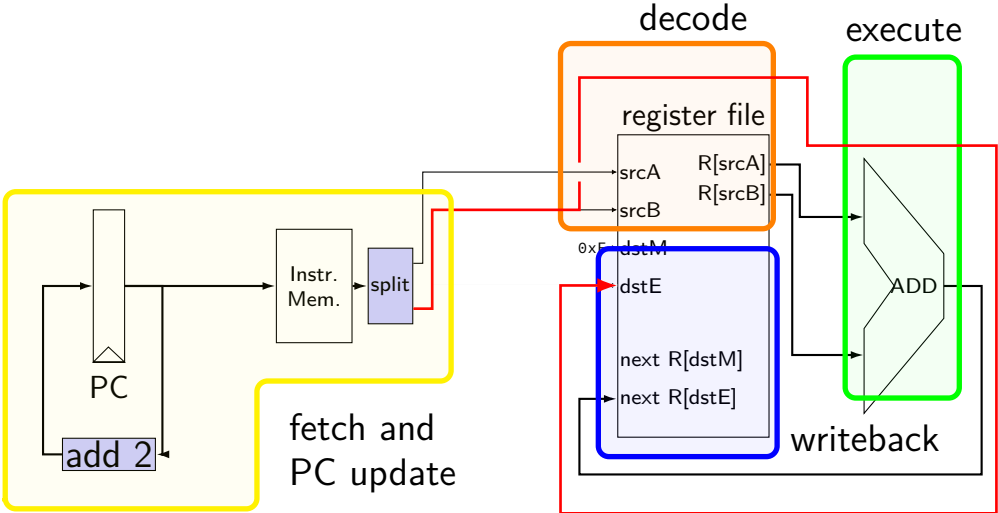 decode
execute
register file
srcA
R[srcA]
R[srcB]
srcB
0xF
dstM
Instr.
Mem.
split
dstE
ADD
next R[dstM]
PC
next R[dstE]
fetch and
PC update
writeback
add 2